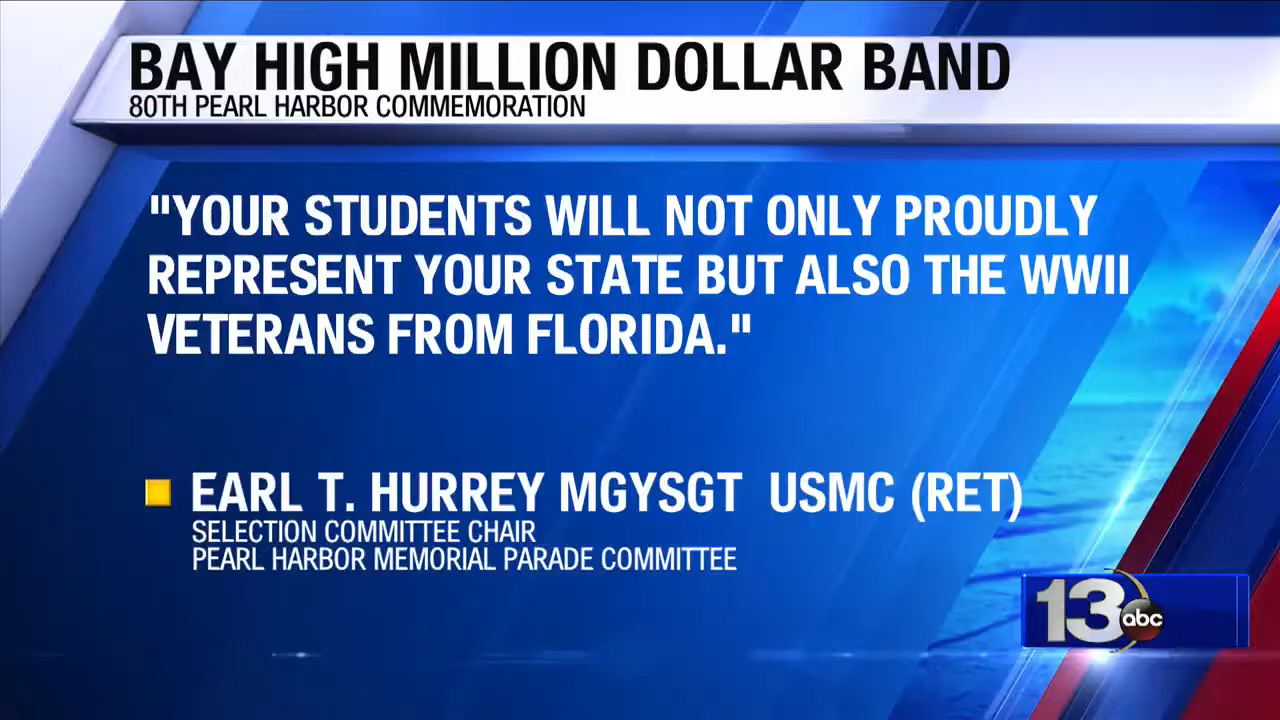 BAY HIGH MILLION DOLLAR BAND
80TH PEARL HARBOR COMMEMORATION
"YOUR STUDENTS WILL NOT ONLY PROUDLY
REPRESENT YOUR STATE BUT ALSO THE WWII
VETERANS FROM FLORIDA."
EARL T. HURREY MGYSGT  USMC (RET)
SELECTION COMMITTEE CHAIR
PEARL HARBOR MEMORIAL PARADE COMMITTEE
13 abc